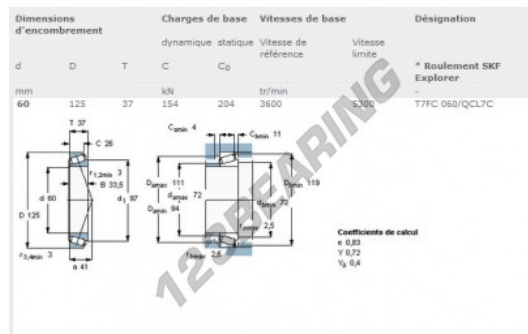 Dimensions d'encombrement Charges de base Vitesses de base Désignation
dynamique statique Vitesse de référence Vitesse limite
d D T C C0 * Roulement SKF Explorer
mm kN tr/min -
60 125 37 154 204 3600 5300 T7FC 060/QCL7C
T 37
C 26
r1,2min 3
B 33,5
d 60
d1 97
D 125
r3,4min 3
a 41
Camin 4
Cbmin 11
Damax 111
damax 72
Damin 94
Dbmin 119
dbmin 72
ramax 2,5
rbmax 2,5
Coefficients de calcul
e 0,83
Y 0,72
Y0 0,4
123BEARING